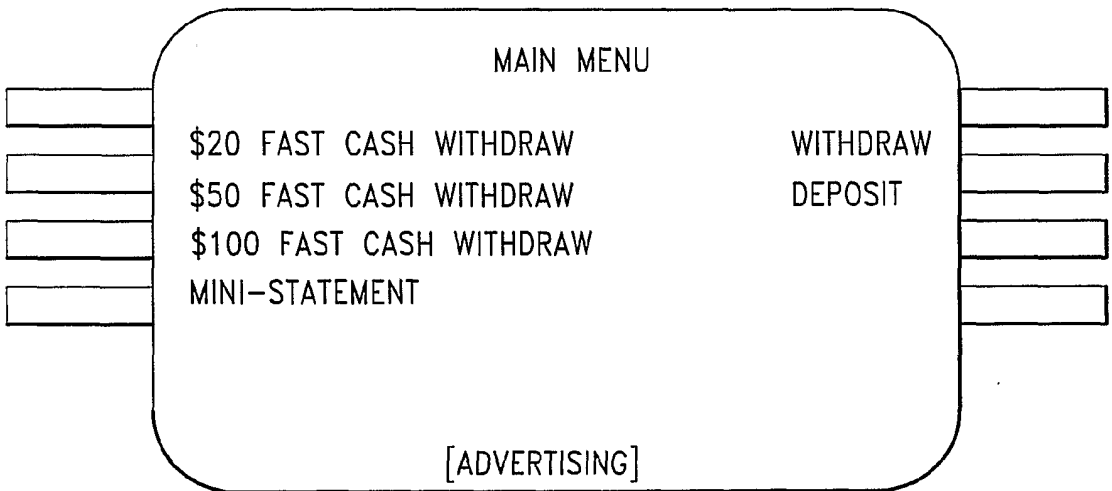 MAIN MENU
$20 FAST CASH WITHDRAW WITHDRAW
$50 FAST CASH WITHDRAW DEPOSIT
$100 FAST CASH WITHDRAW
MINI-STATEMENT
[ADVERTISING]